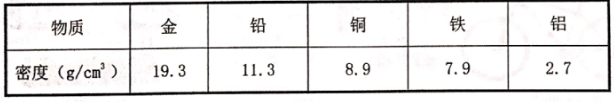 物质 金 铅 铜 铁 铝
密度（g/cm³） 19.3 11.3 8.9 7.9 2.7